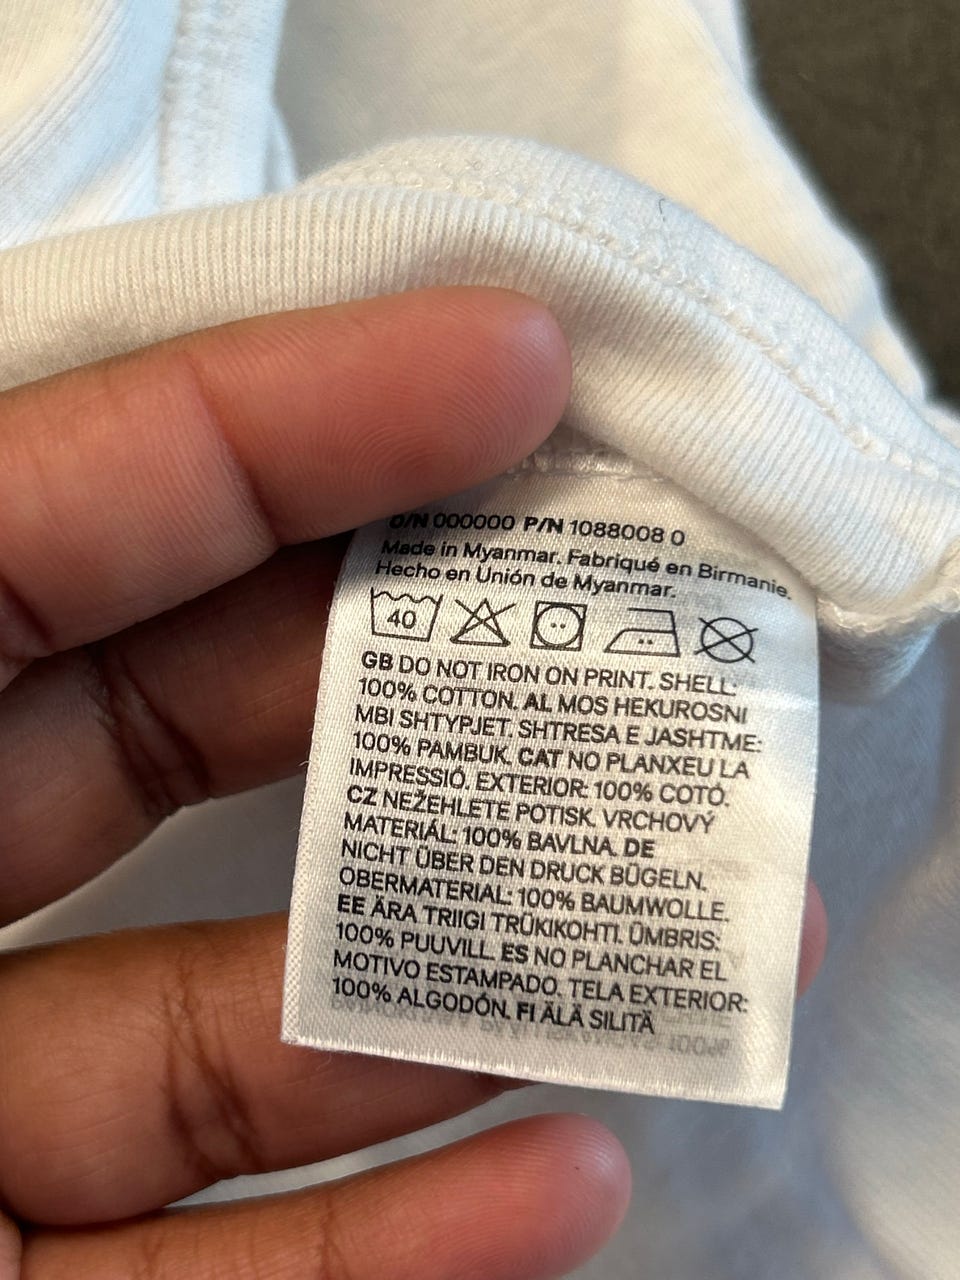 O/N 000000 P/N 1088008 0
Made in Myanmar. Fabriqué en Birmanie.
Hecho en Unión de Myanmar.
40
GB DO NOT IRON ON PRINT. SHELL:
100% COTTON. AL MOS HEKUROSNI
MBI SHTYPJET. SHTRESA E JASHTME:
100% PAMBUK. CAT NO PLANXEU LA
IMPRESSIÓ. EXTERIOR: 100% COTÓ.
CZ NEŽEHLETE POTISK. VRCHOVÝ
MATERIÁL: 100% BAVLNA. DE
NICHT ÜBER DEN DRUCK BÜGELN.
OBERMATERIAL: 100% BAUMWOLLE.
EE ÄRA TRIIGI TRÜKIKOHTI. ÜMBRIS:
100% PUUVILL. ES NO PLANCHAR EL
MOTIVO ESTAMPADO. TELA EXTERIOR:
100% ALGODÓN. FI ÄLÄ SILITÄ